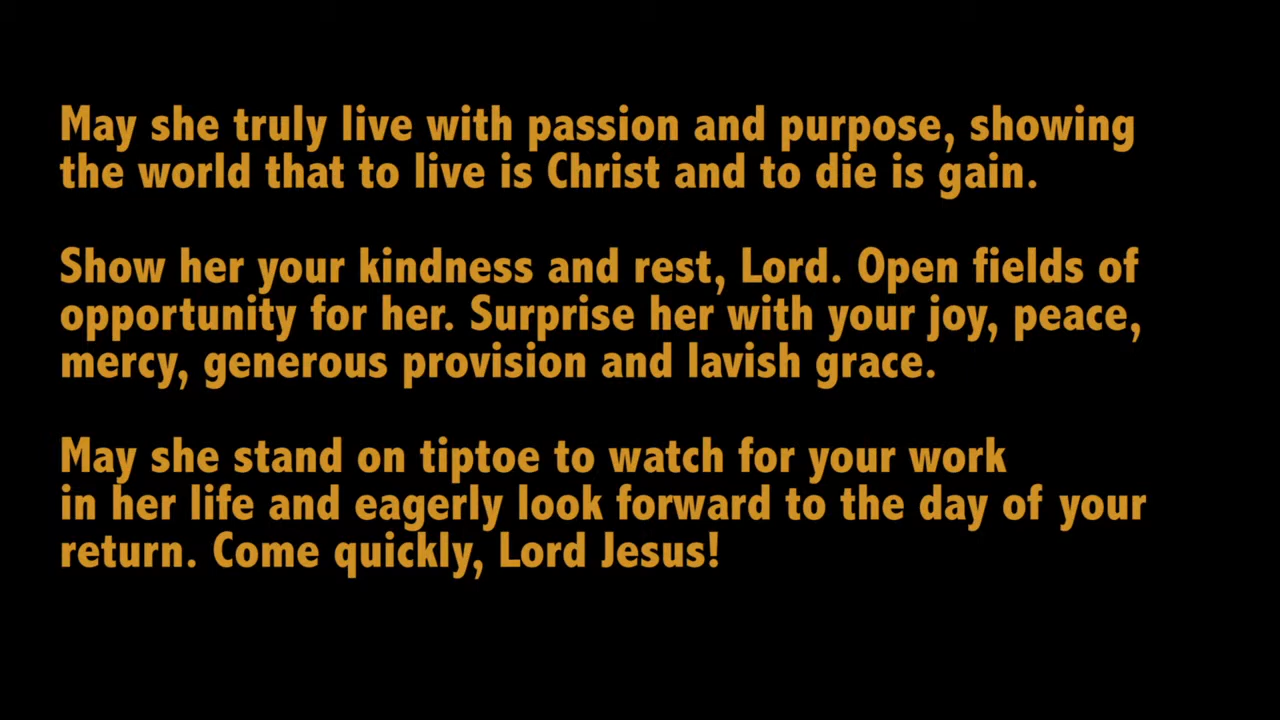 May she truly live with passion and purpose, showing
the world that to live is Christ and to die is gain.
Show her your kindness and rest, Lord. Open fields of
opportunity for her. Surprise her with your joy, peace,
mercy, generous provision and lavish grace.
May she stand on tiptoe to watch for your work
in her life and eagerly look forward to the day of your
return. Come quickly, Lord Jesus!